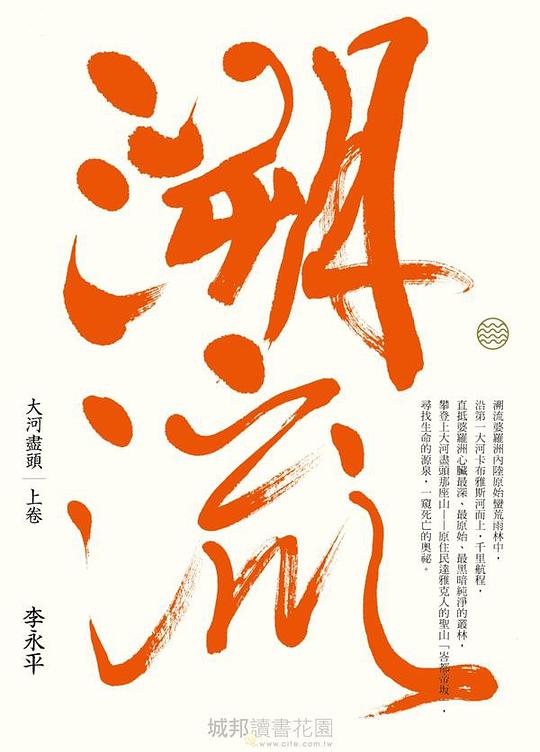 溯流
溯流婆羅洲內陸原始蠻荒雨林中，
沿第一大河卡布雅斯河而上，千里航程，
直抵婆羅洲心臟最深、最原始、最黑暗純淨的叢林，
攀登上大河盡頭那座山——原住民達雅克人的聖山「峇都帝坂」，
尋找生命的源泉，一窺死亡的奧祕。
大河盡頭｜上卷
李永平
城邦讀書花園
www.cite.com.tw